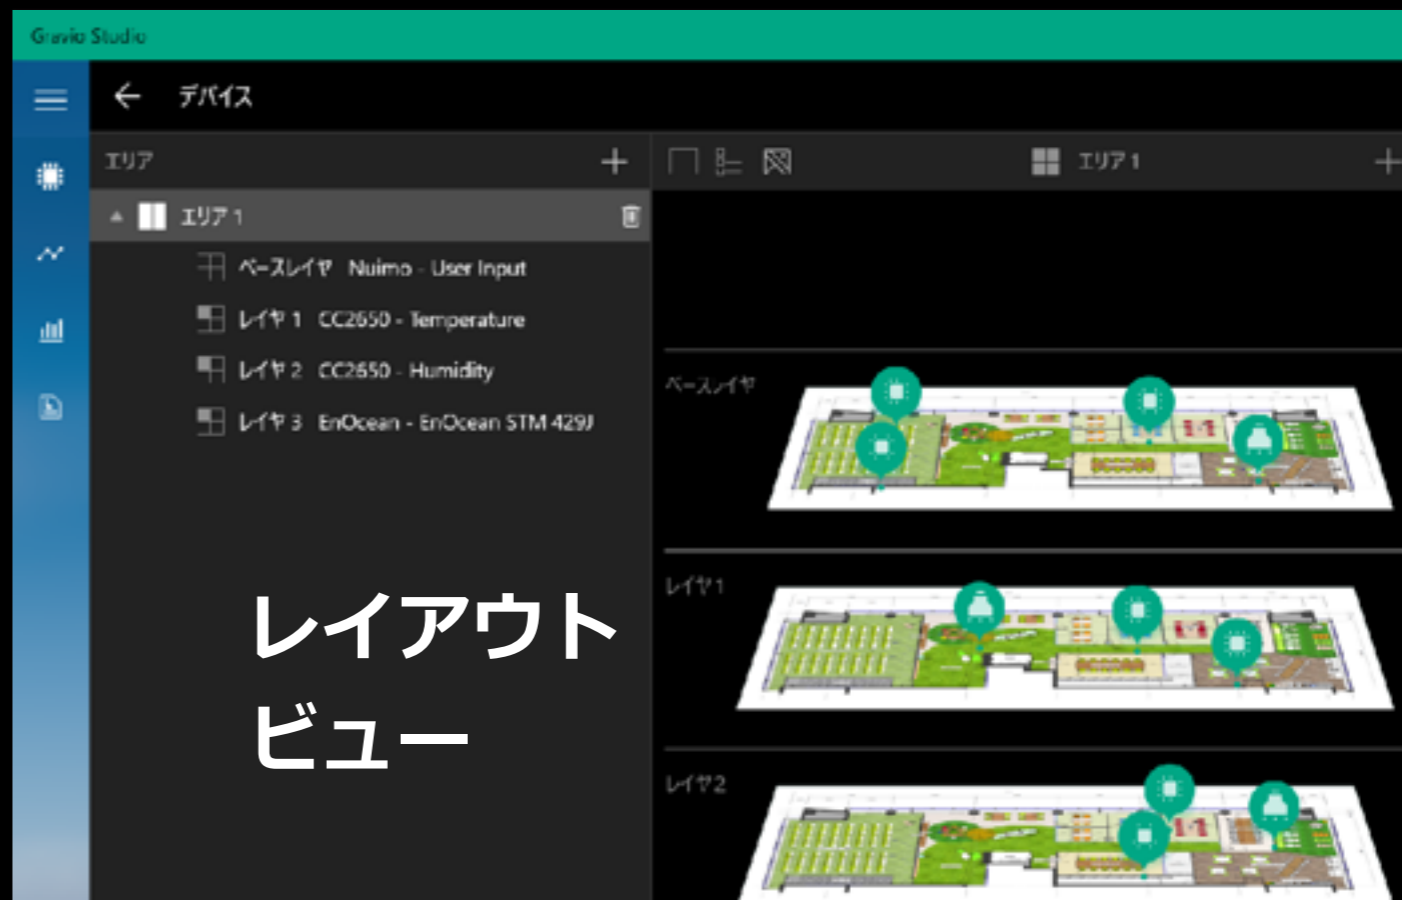 Gravio Studio
デバイス
エリア
エリア 1
エリア 1
ベースレイヤ Nuimo - User Input
レイヤ 1 CC2650 - Temperature
レイヤ 2 CC2650 - Humidity
レイヤ 3 EnOcean - EnOcean STM 429J
レイアウト
ビュー
ベースレイヤ
レイヤ1
レイヤ2